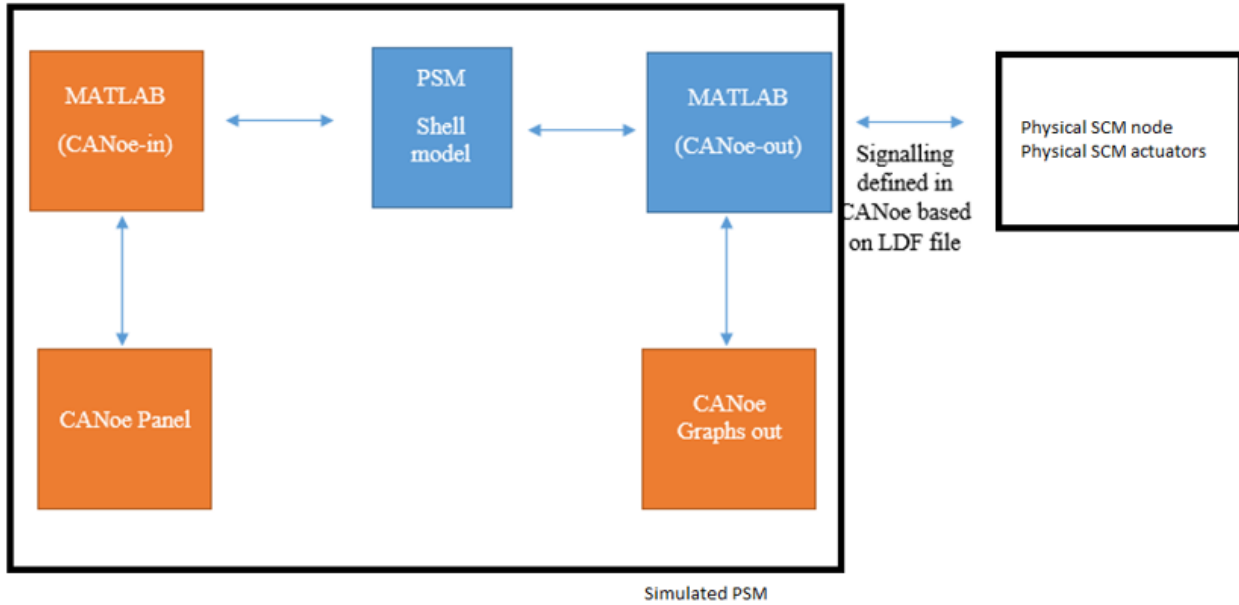 MATLAB
(CANoe-in)
PSM
Shell
model
MATLAB
(CANoe-out)
Signalling
defined in
CANoe based
on LDF file
Physical SCM node
Physical SCM actuators
CANoe Panel
CANoe
Graphs out
Simulated PSM